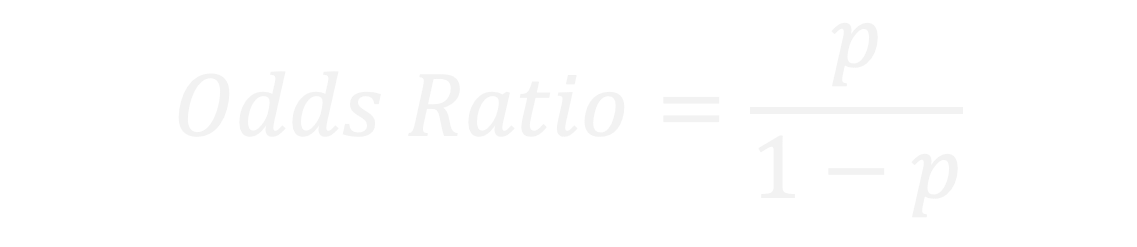 Odds Ratio = p / 1 − p